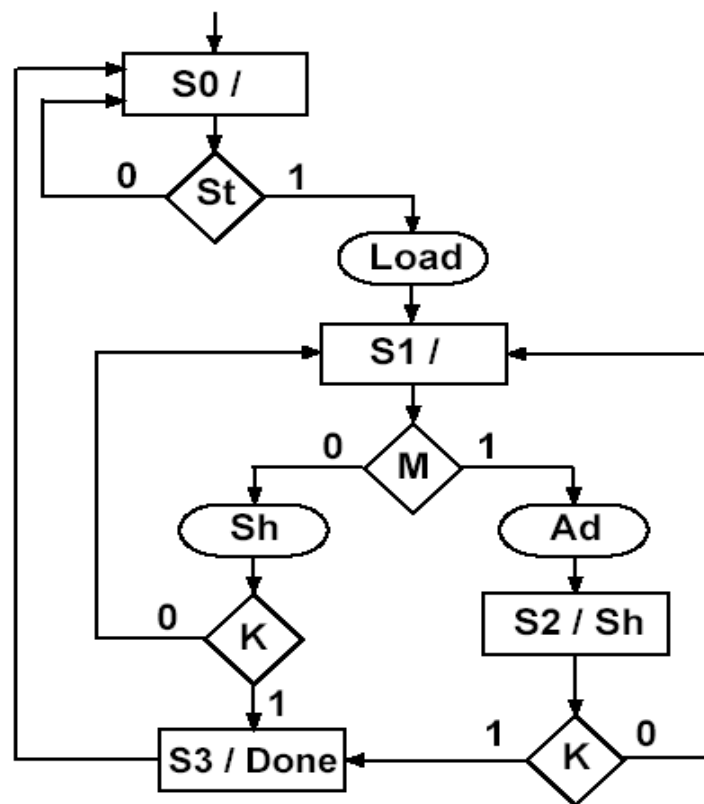 S0 /
0 St 1
Load
S1 /
0 M 1
Sh
Ad
0 K
S2 / Sh
1
S3 / Done
1 K 0